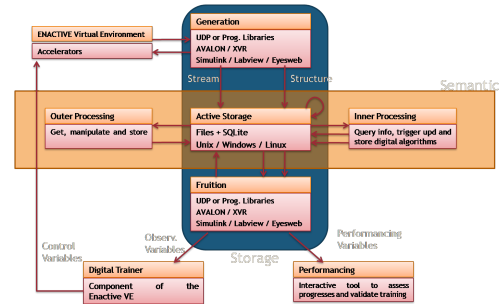 Generation
UDP or Prog. Libraries
AVALON / XVR
Simulink / Labview / Eyesweb
ENACTIVE Virtual Environment
Accelerators
Stream
Structure
Semantic
Outer Processing
Get, manipulate and store
Active Storage
Files + SQLite
Unix / Windows / Linux
Inner Processing
Query info, trigger upd and
store digital algorithms
Fruition
UDP or Prog. Libraries
AVALON / XVR
Simulink / Labview / Eyesweb
Control
Variables
Observ.
Variables
Storage
Performancing
Variables
Digital Trainer
Component of the
Enactive VE
Performancing
Interactive tool to assess
progresses and validate training